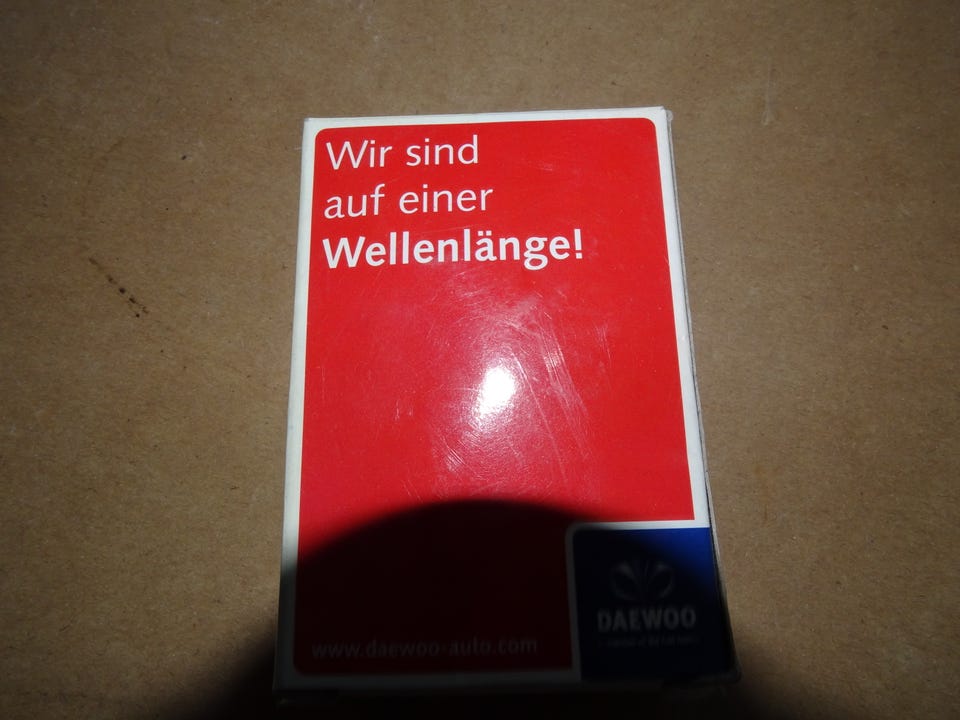 Wir sind
auf einer
Wellenlänge!
DAEWOO
www.daewoo-auto.com